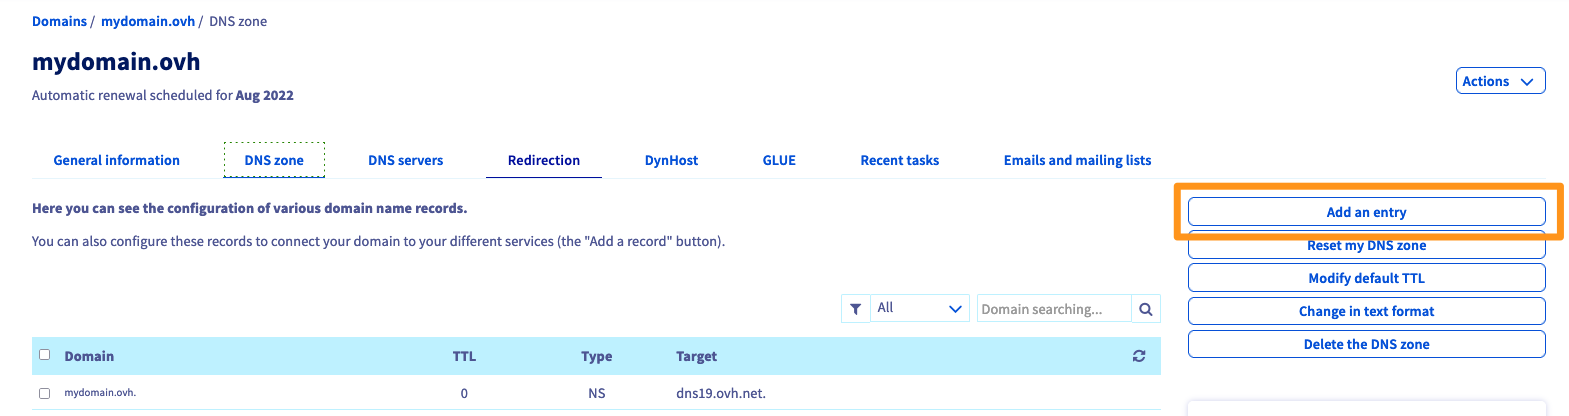 Domains / mydomain.ovh / DNS zone
mydomain.ovh
Automatic renewal scheduled for Aug 2022
Actions
General information DNS zone DNS servers Redirection DynHost GLUE Recent tasks Emails and mailing lists
Here you can see the configuration of various domain name records.
You can also configure these records to connect your domain to your different services (the "Add a record" button).
Add an entry
Reset my DNS zone
Modify default TTL
Change in text format
Delete the DNS zone
All Domain searching...
Domain TTL Type Target
mydomain.ovh. 0 NS dns19.ovh.net.